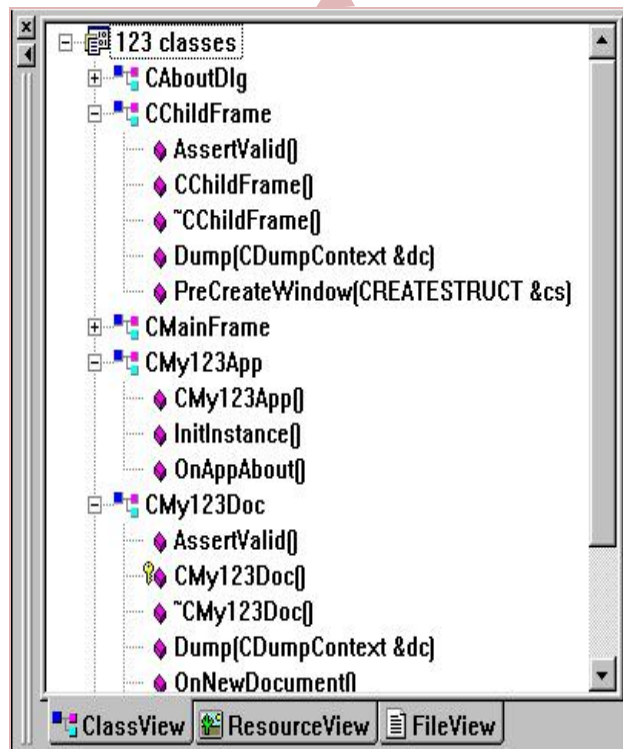 123 classes
CAboutDlg
CChildFrame
AssertValid()
CChildFrame()
~CChildFrame()
Dump(CDumpContext &dc)
PreCreateWindow(CREATESTRUCT &cs)
CMainFrame
CMy123App
CMy123App()
InitInstance()
OnAppAbout()
CMy123Doc
AssertValid()
CMy123Doc()
~CMy123Doc()
Dump(CDumpContext &dc)
OnNewDocument()
ClassView ResourceView FileView